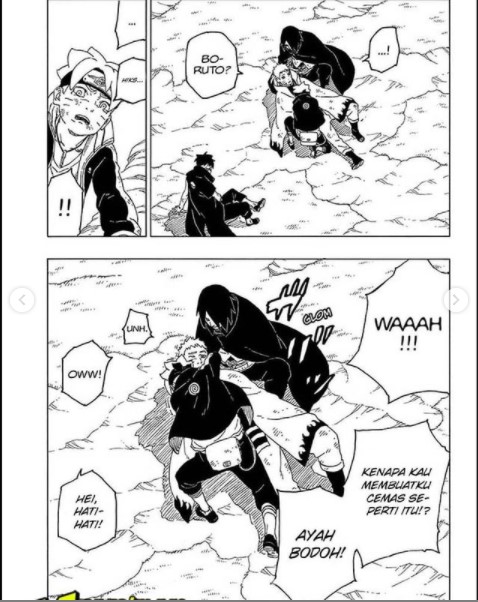 ...
HIKS...
!!
BO-
RUTO?
...!
UNH.
GLOM
WAAAH
!!!
OWW!
HEI,
HATI-
HATI!
KENAPA KAU
MEMBUATKU
CEMAS SE-
PERTI ITU!?
AYAH
BODOH!